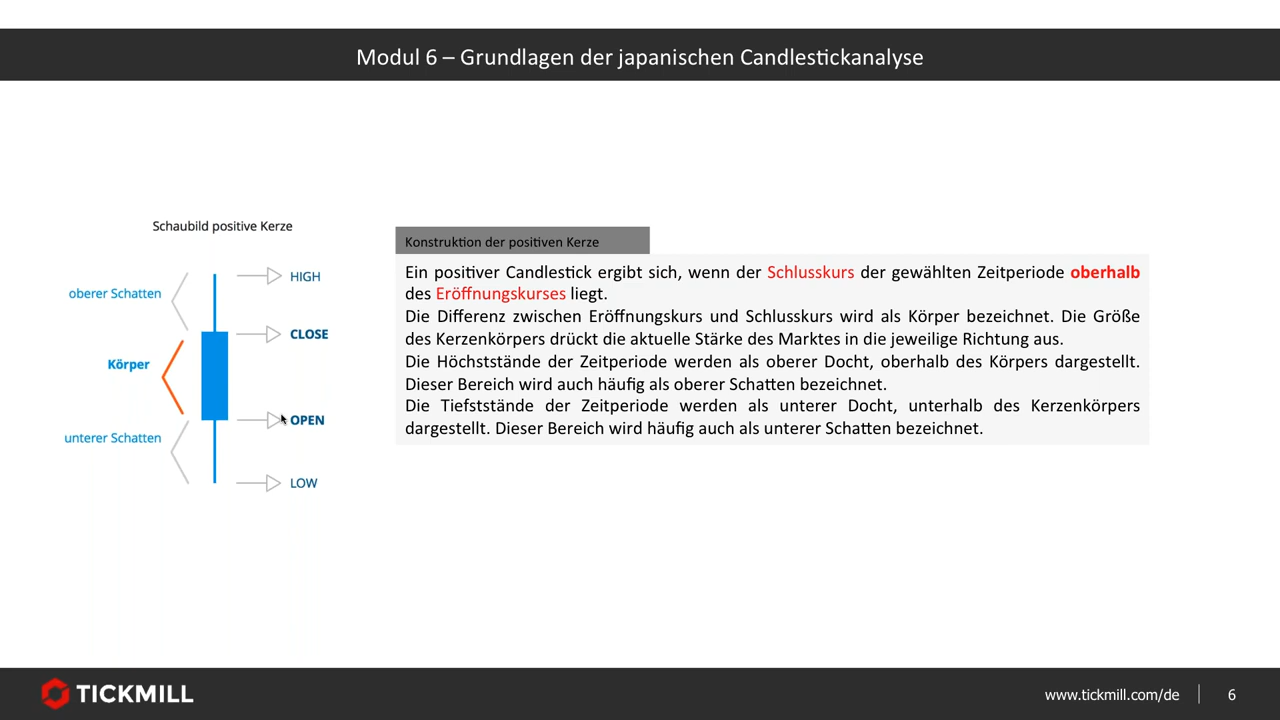 Modul 6 – Grundlagen der japanischen Candlestickanalyse
Schaubild positive Kerze
oberer Schatten
Körper
unterer Schatten
HIGH
CLOSE
OPEN
LOW
Konstruktion der positiven Kerze
Ein positiver Candlestick ergibt sich, wenn der Schlusskurs der gewählten Zeitperiode oberhalb
des Eröffnungskurses liegt.
Die Differenz zwischen Eröffnungskurs und Schlusskurs wird als Körper bezeichnet. Die Größe
des Kerzenkörpers drückt die aktuelle Stärke des Marktes in die jeweilige Richtung aus.
Die Höchststände der Zeitperiode werden als oberer Docht, oberhalb des Körpers dargestellt.
Dieser Bereich wird auch häufig als oberer Schatten bezeichnet.
Die Tiefststände der Zeitperiode werden als unterer Docht, unterhalb des Kerzenkörpers
dargestellt. Dieser Bereich wird häufig auch als unterer Schatten bezeichnet.
TICKMILL
www.tickmill.com/de
6